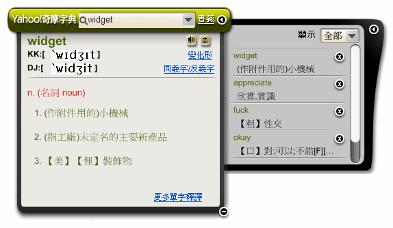 Yahoo!奇摩字典 widget 查詢
widget
KK:[ ˋwɪdʒɪt ] 變化形
DJ:[ ˋwidʒit ] 同義字/反義字
n. (名詞 noun)
1. (作附件用的)小機械
2. (指工廠)未定名的主要新產品
3. 【美】【俚】裝飾物
更多單字釋譯
顯示 全部
widget
(作附件用的)小機械
appreciate
欣賞,賞識
fuck
【粗】性交
okay
【口】對;可以;不錯[F][...